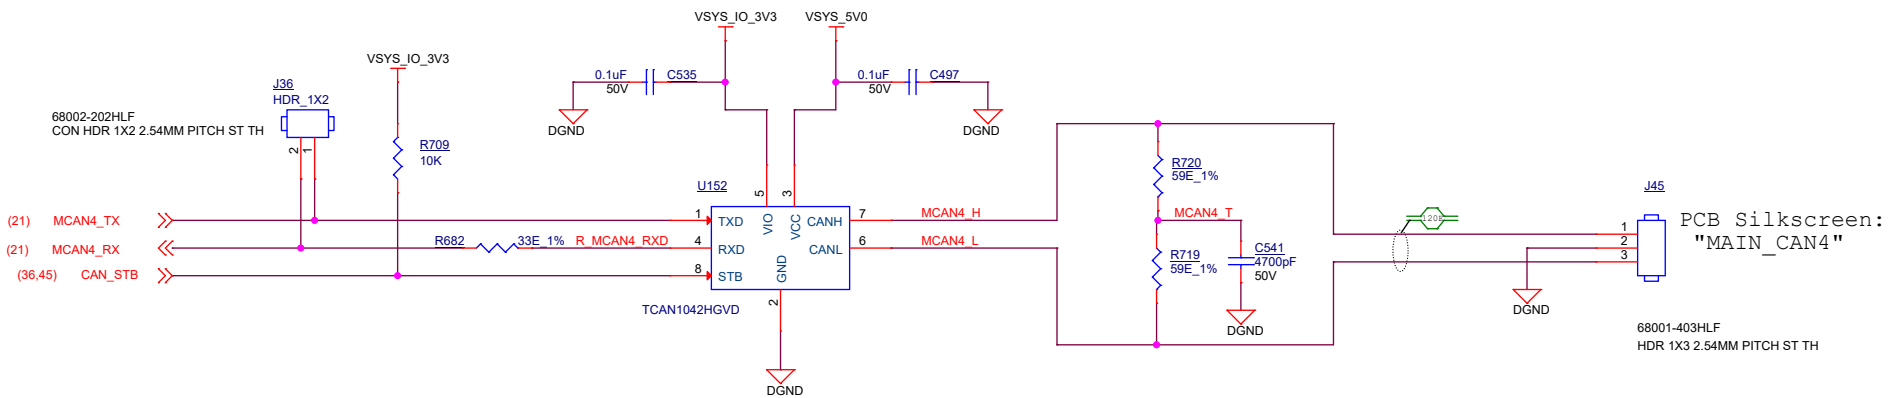 VSYS_IO_3V3
VSYS_5V0
VSYS_IO_3V3
0.1uF
C535
50V
0.1uF
C497
50V
J36
HDR_1X2
68002-202HLF
CON HDR 1X2 2.54MM PITCH ST TH
DGND
DGND
2
1
R709
10K
R720
59E_1%
U152
5
3
J45
(21) MCAN4_TX
1
TXD
VIO
VCC
CANH
7
MCAN4_H
MCAN4_T
120E
1
PCB Silkscreen:
"MAIN_CAN4"
(21) MCAN4_RX
R682
33E_1%
R_MCAN4_RXD
4
RXD
CANL
6
MCAN4_L
R719
59E_1%
C541
4700pF
50V
2
3
(36,45) CAN_STB
8
STB
GND
2
TCAN1042HGVD
DGND
DGND
68001-403HLF
HDR 1X3 2.54MM PITCH ST TH
DGND